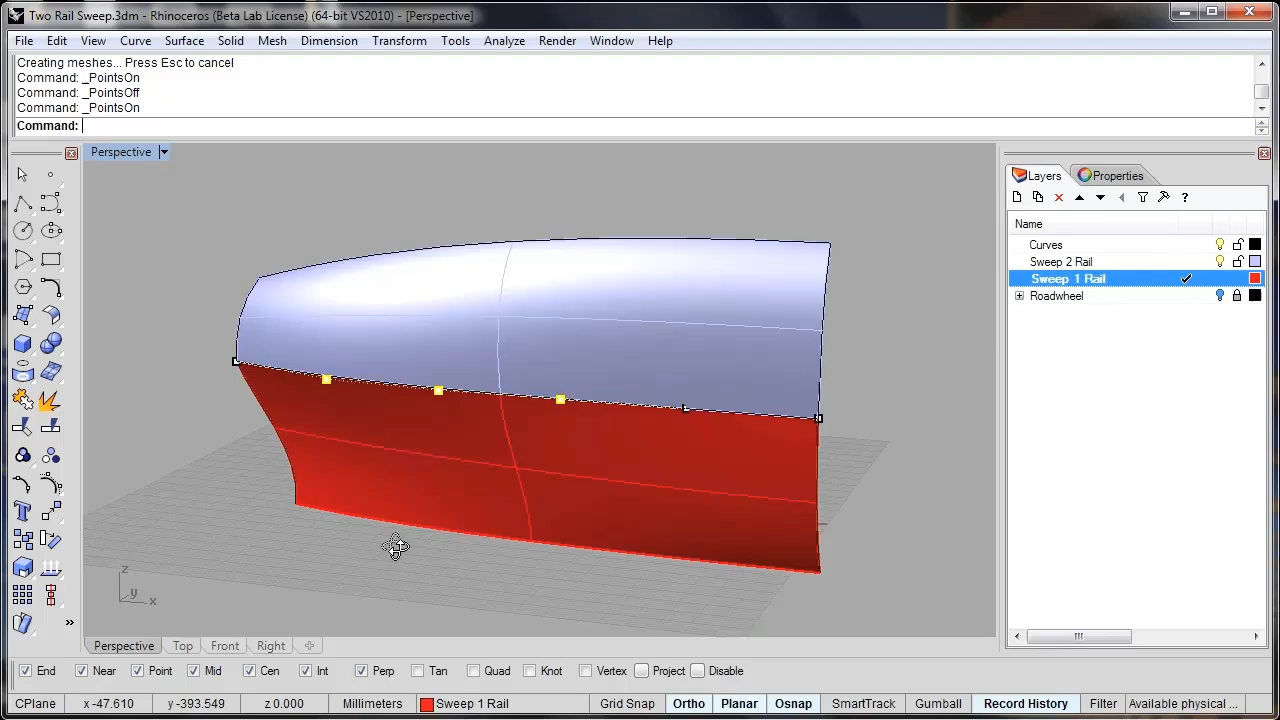 Two Rail Sweep.3dm - Rhinoceros (Beta Lab License) (64-bit VS2010) - [Perspective]
File Edit View Curve Surface Solid Mesh Dimension Transform Tools Analyze Render Window Help
Creating meshes... Press Esc to cancel
Command: _PointsOn
Command: _PointsOff
Command: _PointsOn
Command:
Perspective
Layers Properties
?
Name
Curves
Sweep 2 Rail
Sweep 1 Rail
Roadwheel
z
y
x
Perspective Top Front Right
End Near Point Mid Cen Int Perp Tan Quad Knot Vertex Project Disable
CPlane x -47.610 y -393.549 z 0.000 Millimeters Sweep 1 Rail Grid Snap Ortho Planar Osnap SmartTrack Gumball Record History Filter Available physical ...